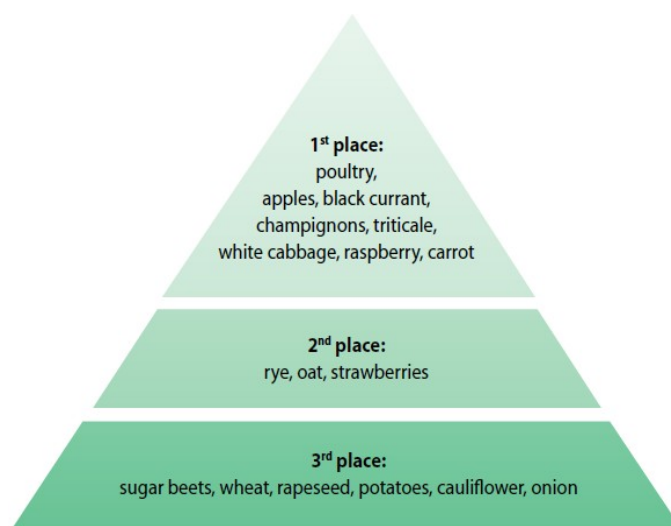 1st place:
poultry,
apples, black currant,
champignons, triticale,
white cabbage, raspberry, carrot
2nd place:
rye, oat, strawberries
3rd place:
sugar beets, wheat, rapeseed, potatoes, cauliflower, onion